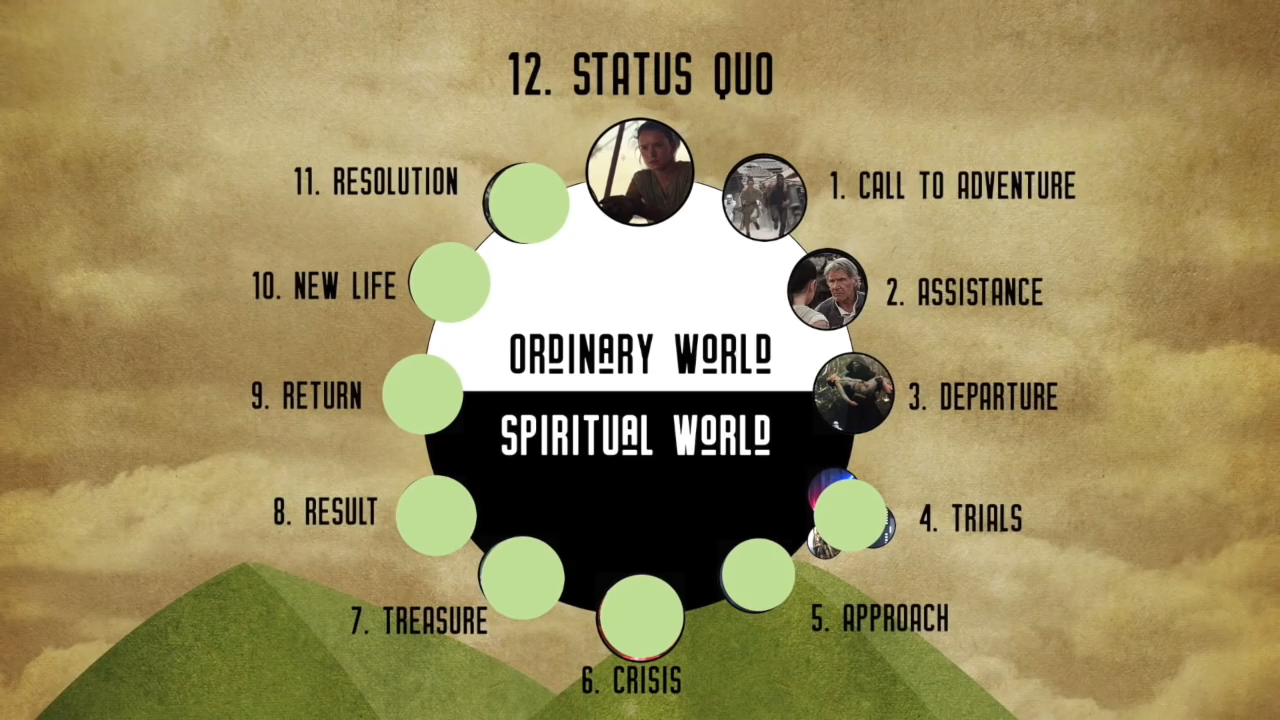 12. STATUS QUO
11. RESOLUTION
1. CALL TO ADVENTURE
10. NEW LIFE
2. ASSISTANCE
ORDINARY WORLD
9. RETURN
3. DEPARTURE
SPIRITUAL WORLD
8. RESULT
4. TRIALS
7. TREASURE
5. APPROACH
6. CRISIS